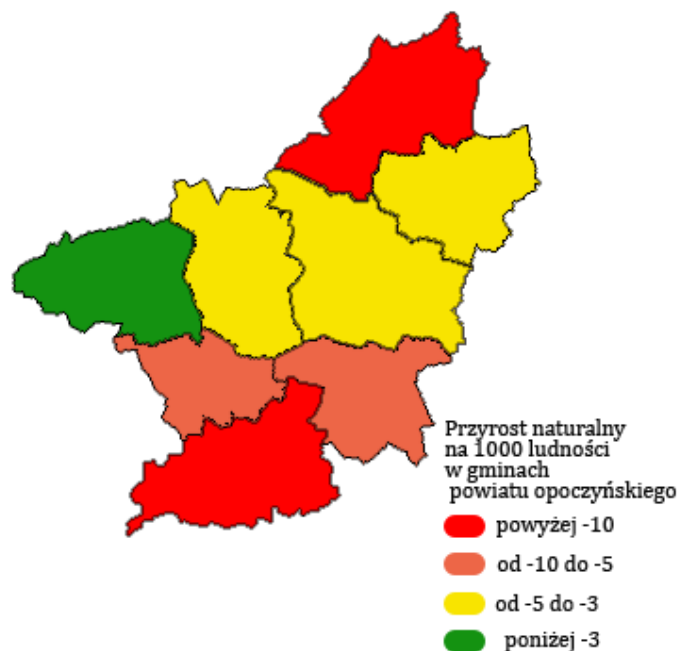 Przyrost naturalny
na 1000 ludności
w gminach
powiatu opoczyńskiego
powyżej -10
od -10 do -5
od -5 do -3
poniżej -3